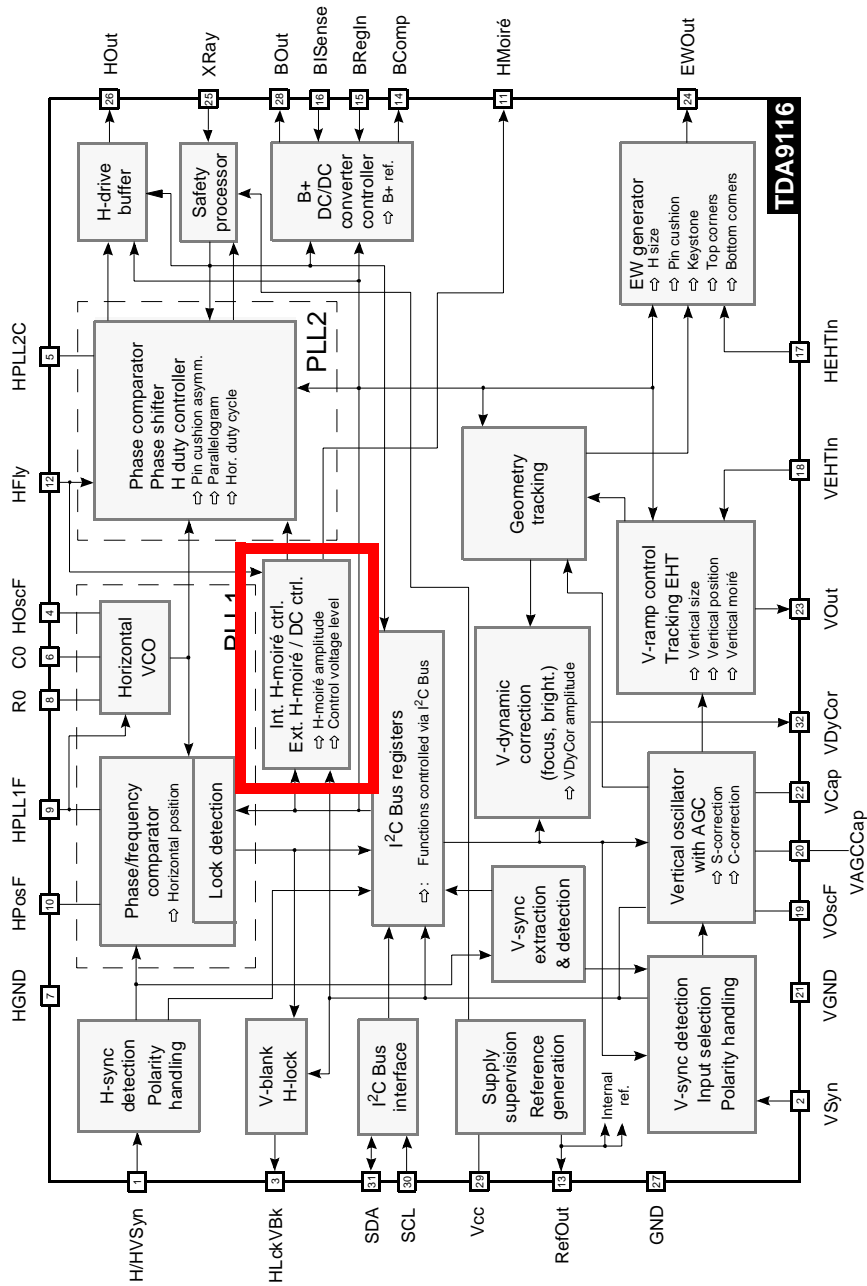 HGND
HPosF
HPLL1F
R0
C0
HOscF
HFly
HPLL2C
7
10
9
8
6
4
12
5
H/HVSyn
1
H-sync
detection
Polarity
handling
Phase/frequency
comparator
⇨ Horizontal position
Lock detection
Horizontal
VCO
PLL1
Phase comparator
Phase shifter
H duty controller
⇨ Pin cushion asymm.
⇨ Parallelogram
⇨ Hor. duty cycle
PLL2
H-drive
buffer
26
HOut
Safety
processor
25
XRay
HLckVBk
3
V-blank
H-lock
Int. H-moiré ctrl.
Ext. H-moiré / DC ctrl.
⇨ H-moiré amplitude
⇨ Control voltage level
B+
DC/DC
converter
controller
⇨ B+ ref.
28
BOut
16
BISense
15
BRegIn
14
BComp
SDA
31
SCL
30
I2C Bus
interface
I2C Bus registers
⇨: Functions controlled via I2C Bus
11
HMoiré
Vcc
29
RefOut
13
Supply
supervision
Reference
generation
Internal
ref.
V-sync
extraction
& detection
V-dynamic
correction
(focus, bright.)
⇨ VDyCor amplitude
Geometry
tracking
GND
27
V-sync detection
Input selection
Polarity handling
Vertical oscillator
with AGC
⇨ S-correction
⇨ C-correction
V-ramp control
Tracking EHT
⇨ Vertical size
⇨ Vertical position
⇨ Vertical moiré
EW generator
⇨ H size
⇨ Pin cushion
⇨ Keystone
⇨ Top corners
⇨ Bottom corners
24
EWOut
TDA9116
2
21
19
20
22
32
23
18
17
VSyn
VGND
VOscF
VAGCCap
VCap
VDyCor
VOut
VEHTIn
HEHTIn